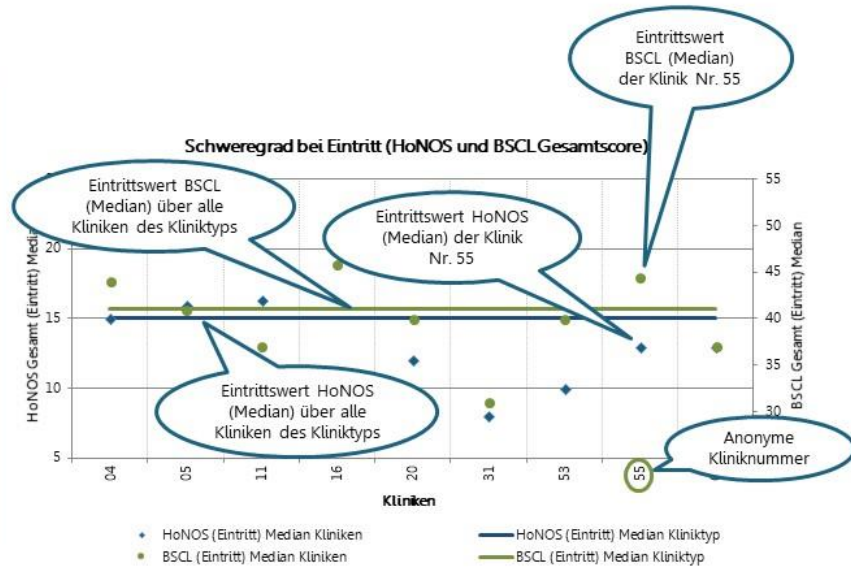 Eintrittswert
BSCL (Median)
der Klinik Nr. 55
Schweregrad bei Eintritt (HoNOS und BSCL Gesamtscore)
Eintrittswert BSCL
(Median) über alle
Kliniken des Kliniktyps
Eintrittswert HoNOS
(Median) der Klinik
Nr. 55
Eintrittswert HoNOS
(Median) über alle
Kliniken des Kliniktyps
Anonyme
Kliniknummer
HoNOS Gesamt (Eintritt)
20
15
10
5
BSCL Gesamt (Eintritt) Median
55
50
45
40
35
30
04
05
11
16
20
31
53
55
Kliniken
HoNOS (Eintritt) Median Kliniken
HoNOS (Eintritt) Median Kliniktyp
BSCL (Eintritt) Median Kliniken
BSCL (Eintritt) Median Kliniktyp